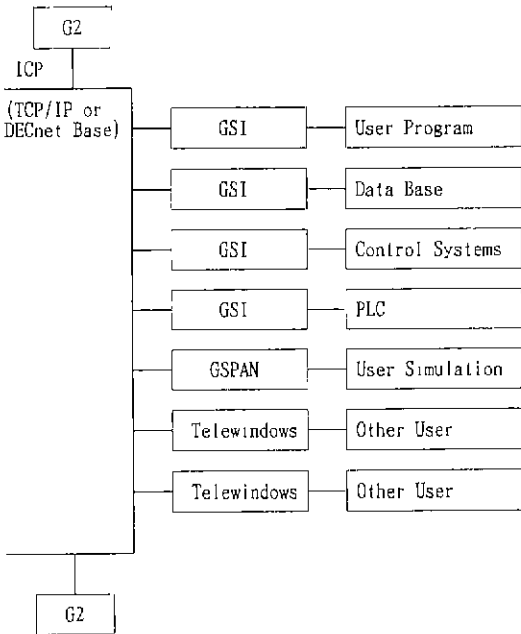 G2
ICP
(TCP/IP or
DECnet Base)
GSI User Program
GSI Data Base
GSI Control Systems
GSI PLC
GSPAN User Simulation
Telewindows Other User
Telewindows Other User
G2